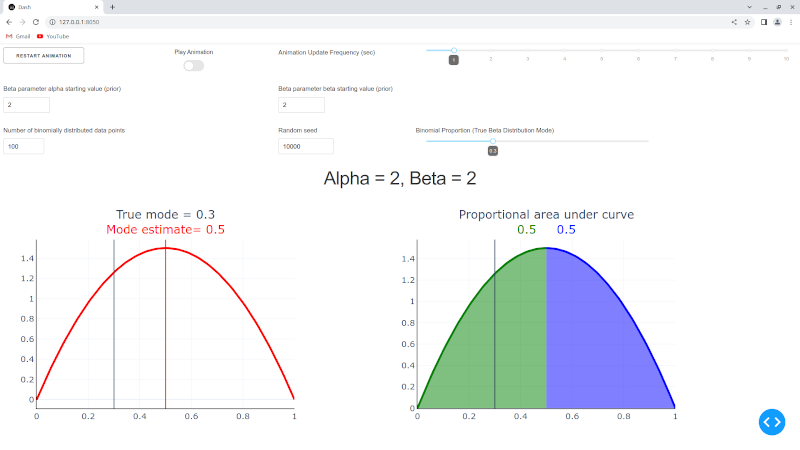 Dash
127.0.0.1:8050
Gmail YouTube
RESTART ANIMATION
Play Animation
Animation Update Frequency (sec)
1 2 3 4 5 6 7 8 9 10
Beta parameter alpha starting value (prior)
Beta parameter beta starting value (prior)
2
2
Number of binomially distributed data points
Random seed
Binomial Proportion (True Beta Distribution Mode)
100
10000
0.3
Alpha = 2, Beta = 2
True mode = 0.3
Mode estimate= 0.5
1.4
1.2
1
0.8
0.6
0.4
0.2
0
0 0.2 0.4 0.6 0.8 1
Proportional area under curve
0.5 0.5
1.4
1.2
1
0.8
0.6
0.4
0.2
0
0 0.2 0.4 0.6 0.8 1